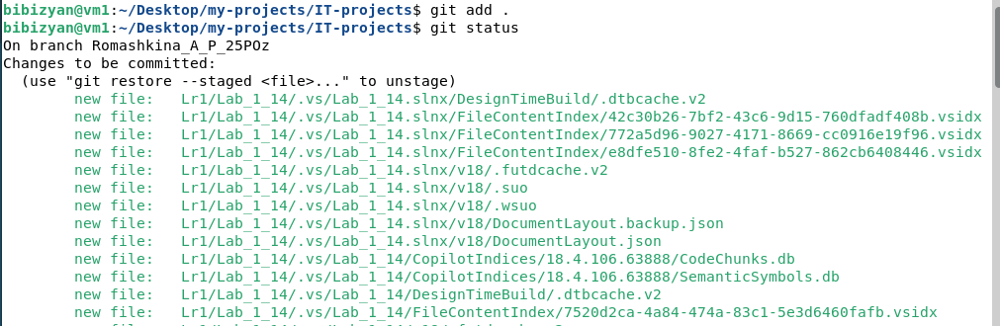 bibizyan@vm1:~/Desktop/my-projects/IT-projects$ git add .
bibizyan@vm1:~/Desktop/my-projects/IT-projects$ git status
On branch Romashkina_A_P_25POz
Changes to be committed:
  (use "git restore --staged <file>..." to unstage)
        new file:   Lr1/Lab_1_14/.vs/Lab_1_14.slnx/DesignTimeBuild/.dtbcache.v2
        new file:   Lr1/Lab_1_14/.vs/Lab_1_14.slnx/FileContentIndex/42c30b26-7bf2-43c6-9d15-760dfadf408b.vsidx
        new file:   Lr1/Lab_1_14/.vs/Lab_1_14.slnx/FileContentIndex/772a5d96-9027-4171-8669-cc0916e19f96.vsidx
        new file:   Lr1/Lab_1_14/.vs/Lab_1_14.slnx/FileContentIndex/e8dfe510-8fe2-4faf-b527-862cb6408446.vsidx
        new file:   Lr1/Lab_1_14/.vs/Lab_1_14.slnx/v18/.futdcache.v2
        new file:   Lr1/Lab_1_14/.vs/Lab_1_14.slnx/v18/.suo
        new file:   Lr1/Lab_1_14/.vs/Lab_1_14.slnx/v18/.wsuo
        new file:   Lr1/Lab_1_14/.vs/Lab_1_14.slnx/v18/DocumentLayout.backup.json
        new file:   Lr1/Lab_1_14/.vs/Lab_1_14.slnx/v18/DocumentLayout.json
        new file:   Lr1/Lab_1_14/.vs/Lab_1_14/CopilotIndices/18.4.106.63888/CodeChunks.db
        new file:   Lr1/Lab_1_14/.vs/Lab_1_14/CopilotIndices/18.4.106.63888/SemanticSymbols.db
        new file:   Lr1/Lab_1_14/.vs/Lab_1_14/DesignTimeBuild/.dtbcache.v2
        new file:   Lr1/Lab_1_14/.vs/Lab_1_14/FileContentIndex/7520d2ca-4a84-474a-83c1-5e3d6460fafb.vsidx